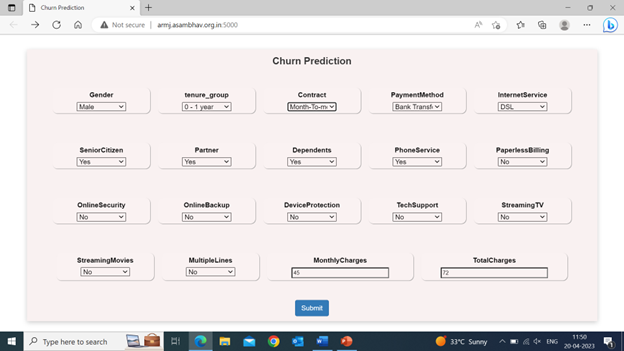 Churn Prediction
Not secure | armj.asambhav.org.in:5000
Churn Prediction
Gender tenure_group Contract PaymentMethod InternetService
Male 0 - 1 year Month-To-m Bank Transf DSL
SeniorCitizen Partner Dependents PhoneService PaperlessBilling
Yes Yes Yes Yes No
OnlineSecurity OnlineBackup DeviceProtection TechSupport StreamingTV
No No No No No
StreamingMovies MultipleLines MonthlyCharges TotalCharges
No No 45 72
Submit
Type here to search
33°C Sunny
ENG
11:50
20-04-2023